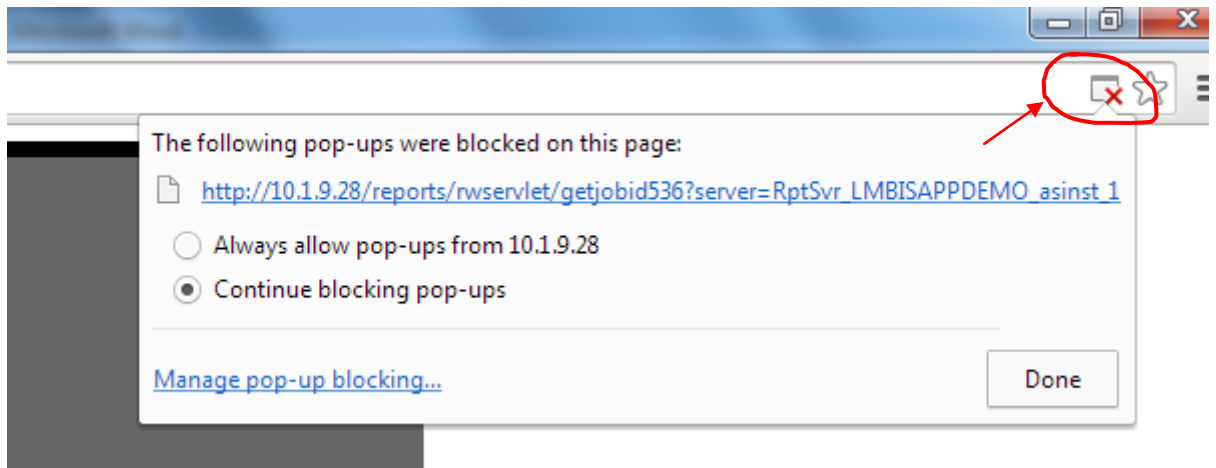 The following pop-ups were blocked on this page:
http://10.1.9.28/reports/rwservlet/getjobid536?server=RptSvr_LMBISAPPDEMO_asinst_1
Always allow pop-ups from 10.1.9.28
Continue blocking pop-ups
Manage pop-up blocking...
Done